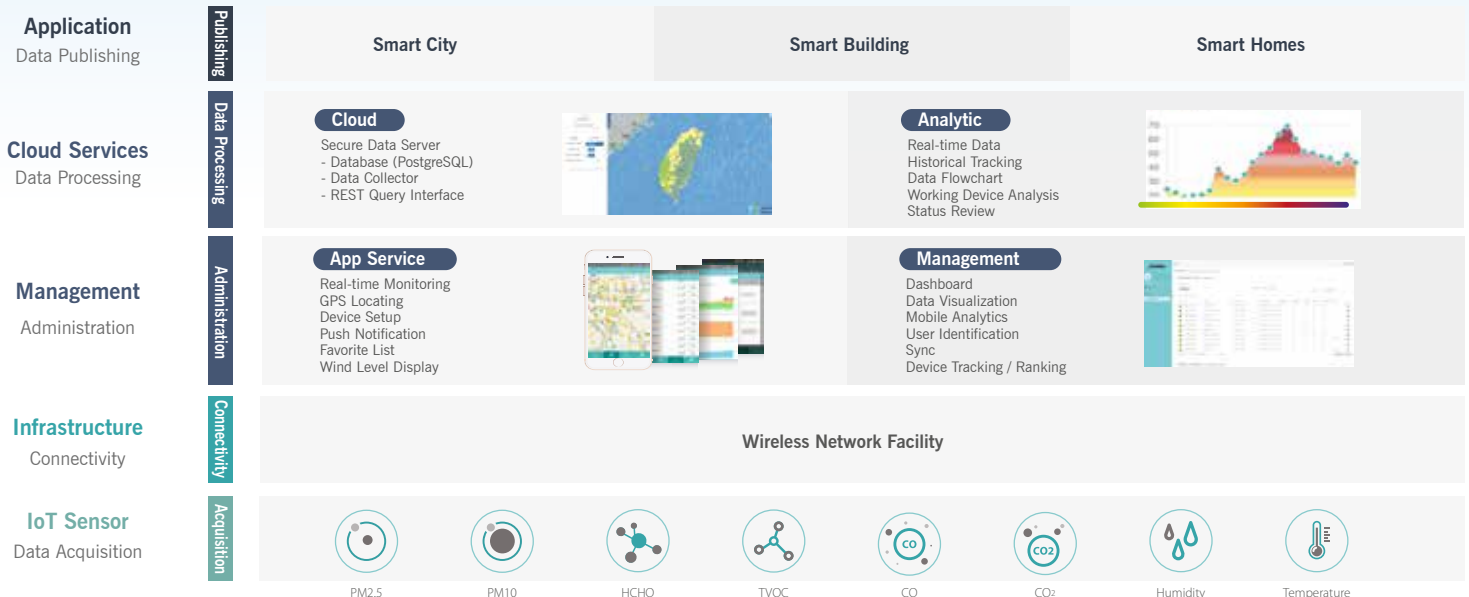 Application
Data Publishing
Publishing
Smart City
Smart Building
Smart Homes
Cloud Services
Data Processing
Data Processing
Cloud
Secure Data Server
- Database (PostgreSQL)
- Data Collector
- REST Query Interface
Analytic
Real-time Data
Historical Tracking
Data Flowchart
Working Device Analysis
Status Review
Management
Administration
Administration
App Service
Real-time Monitoring
GPS Locating
Device Setup
Push Notification
Favorite List
Wind Level Display
Management
Dashboard
Data Visualization
Mobile Analytics
User Identification
Sync
Device Tracking / Ranking
Infrastructure
Connectivity
Connectivity
Wireless Network Facility
IoT Sensor
Data Acquisition
Acquisition
CO
CO2
PM2.5
PM10
HCHO
TVOC
CO
CO2
Humidity
Temperature